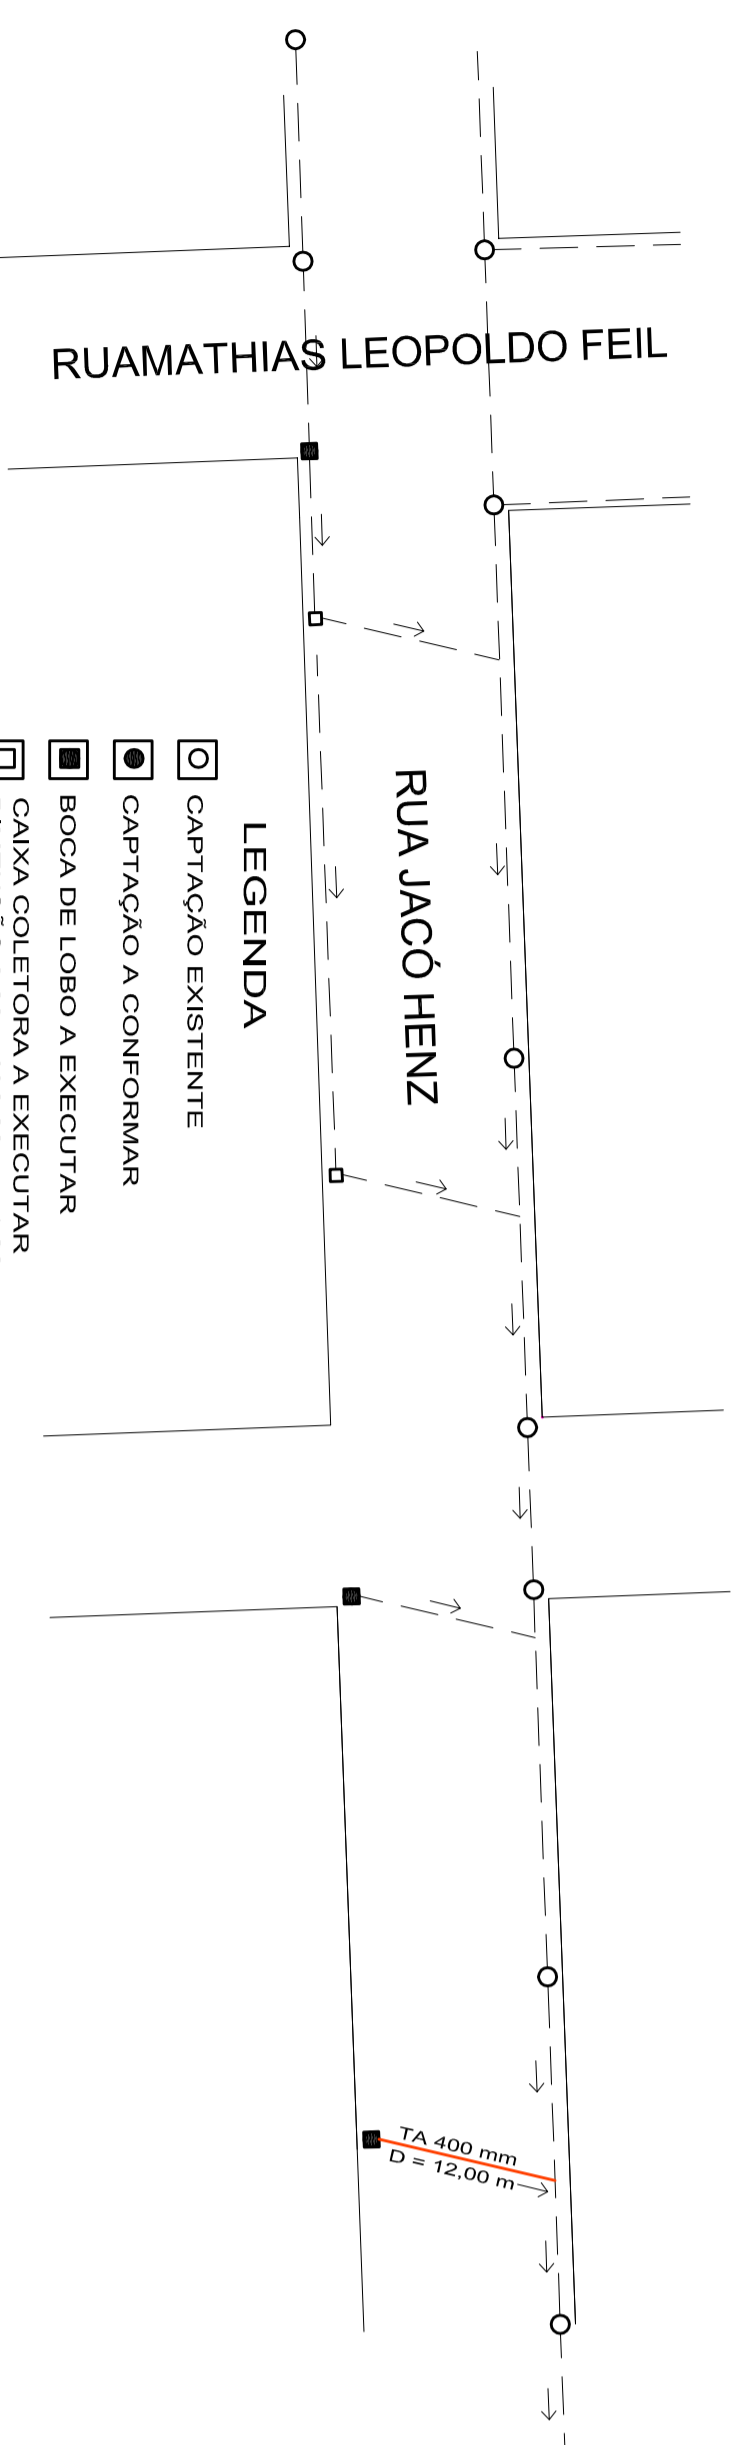 RUAMATHIAS LEOPOLDO FEIL
RUA JACÓ HENZ
LEGENDA
CAPTAÇÃO EXISTENTE
CAPTAÇÃO A CONFORMAR
BOCA DE LOBO A EXECUTAR
CAIXA COLETORA A EXECUTAR
TA 400 mm
D = 12,00 m